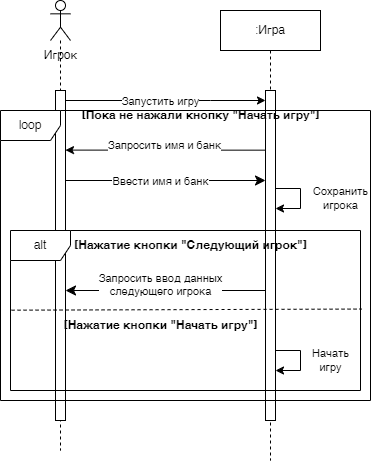 Игрок
:Игра
Запустить игру
[Пока не нажали кнопку "Начать игру"]
loop
Запросить имя и банк
Ввести имя и банк
Сохранить
игрока
alt
[Нажатие кнопки "Следующий игрок"]
Запросить ввод данных
следующего игрока
[Нажатие кнопки "Начать игру"]
Начать
игру